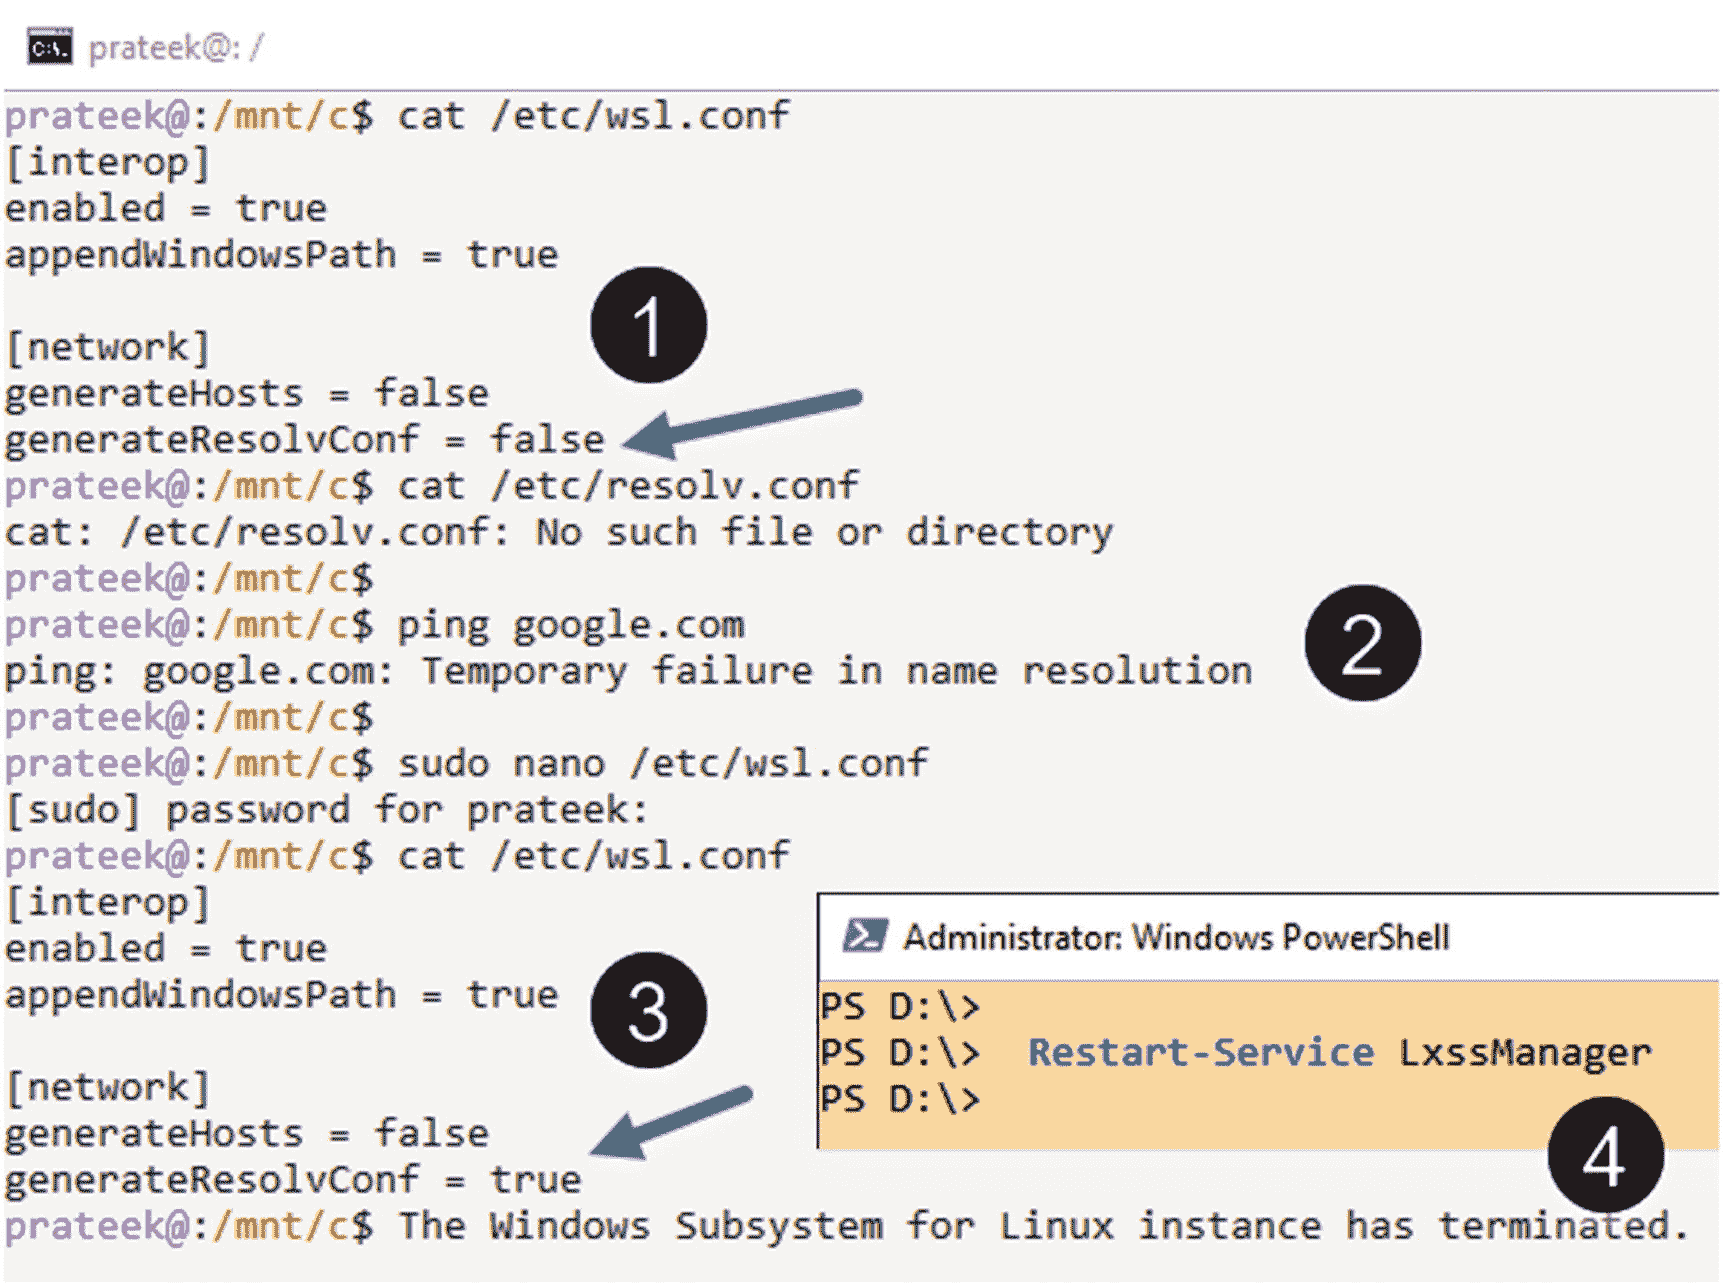 prateek@: /
prateek@:/mnt/c$ cat /etc/wsl.conf
[interop]
enabled = true
appendWindowsPath = true
1
[network]
generateHosts = false
generateResolvConf = false
prateek@:/mnt/c$ cat /etc/resolv.conf
cat: /etc/resolv.conf: No such file or directory
prateek@:/mnt/c$
prateek@:/mnt/c$ ping google.com
2
ping: google.com: Temporary failure in name resolution
prateek@:/mnt/c$
prateek@:/mnt/c$ sudo nano /etc/wsl.conf
[sudo] password for prateek:
prateek@:/mnt/c$ cat /etc/wsl.conf
[interop]
enabled = true
appendWindowsPath = true
3
[network]
generateHosts = false
generateResolvConf = true
prateek@:/mnt/c$ The Windows Subsystem for Linux instance has terminated.
Administrator: Windows PowerShell
PS D:\>
PS D:\>  Restart-Service LxssManager
PS D:\>
4